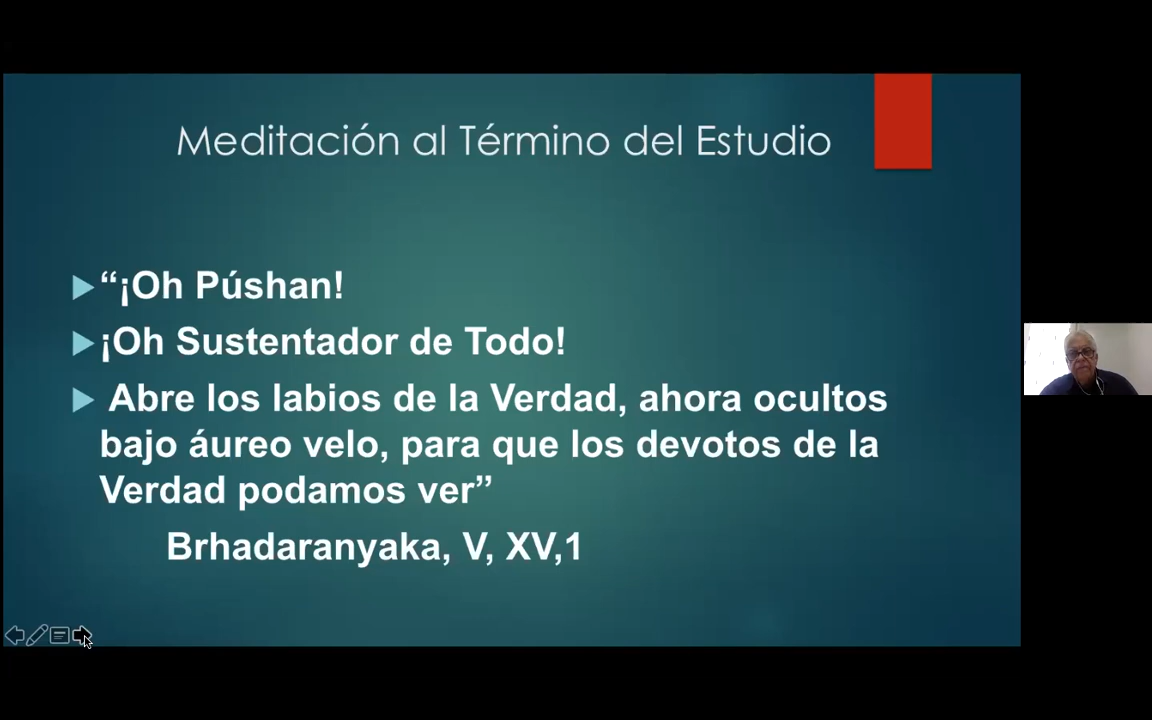 Meditación al Término del Estudio
“¡Oh Púshan!
¡Oh Sustentador de Todo!
Abre los labios de la Verdad, ahora ocultos
bajo áureo velo, para que los devotos de la
Verdad podamos ver”
Brhadaranyaka, V, XV,1